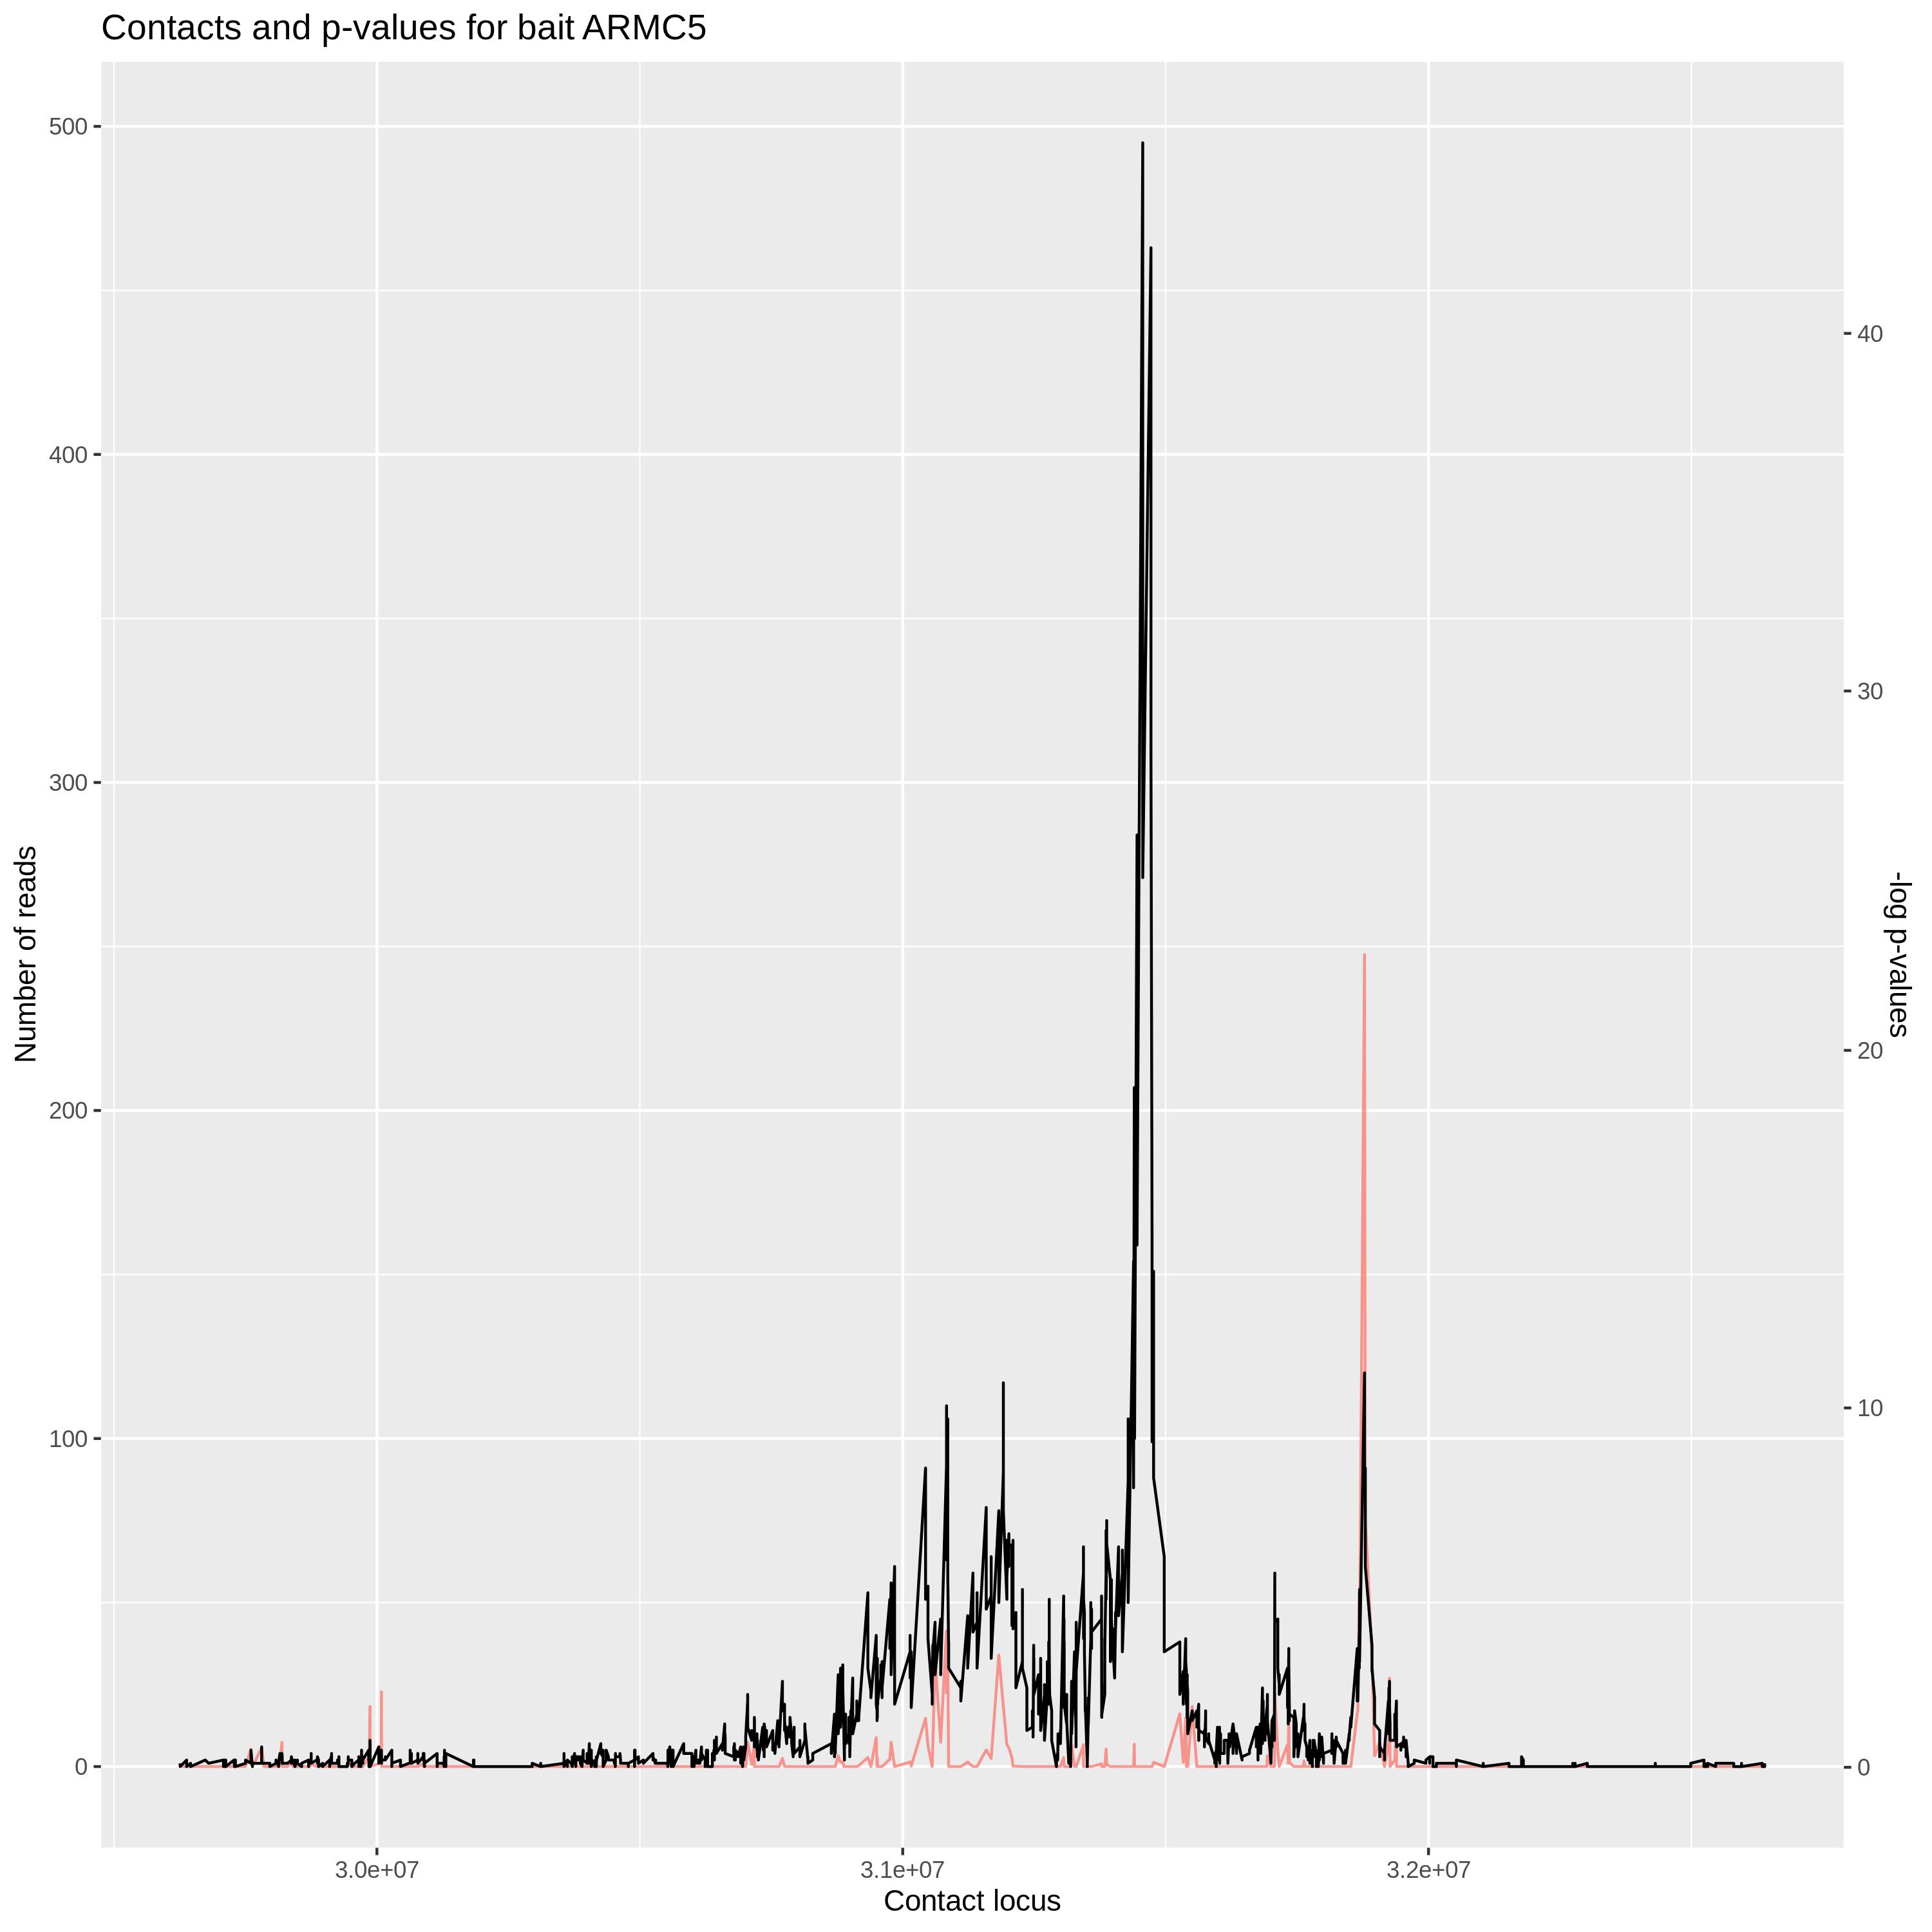 Contacts and p-values for bait ARMC5
500
400
300
200
100
0
Number of reads
40
30
20
10
0
-log p-values
3.0e+07
3.1e+07
3.2e+07
Contact locus